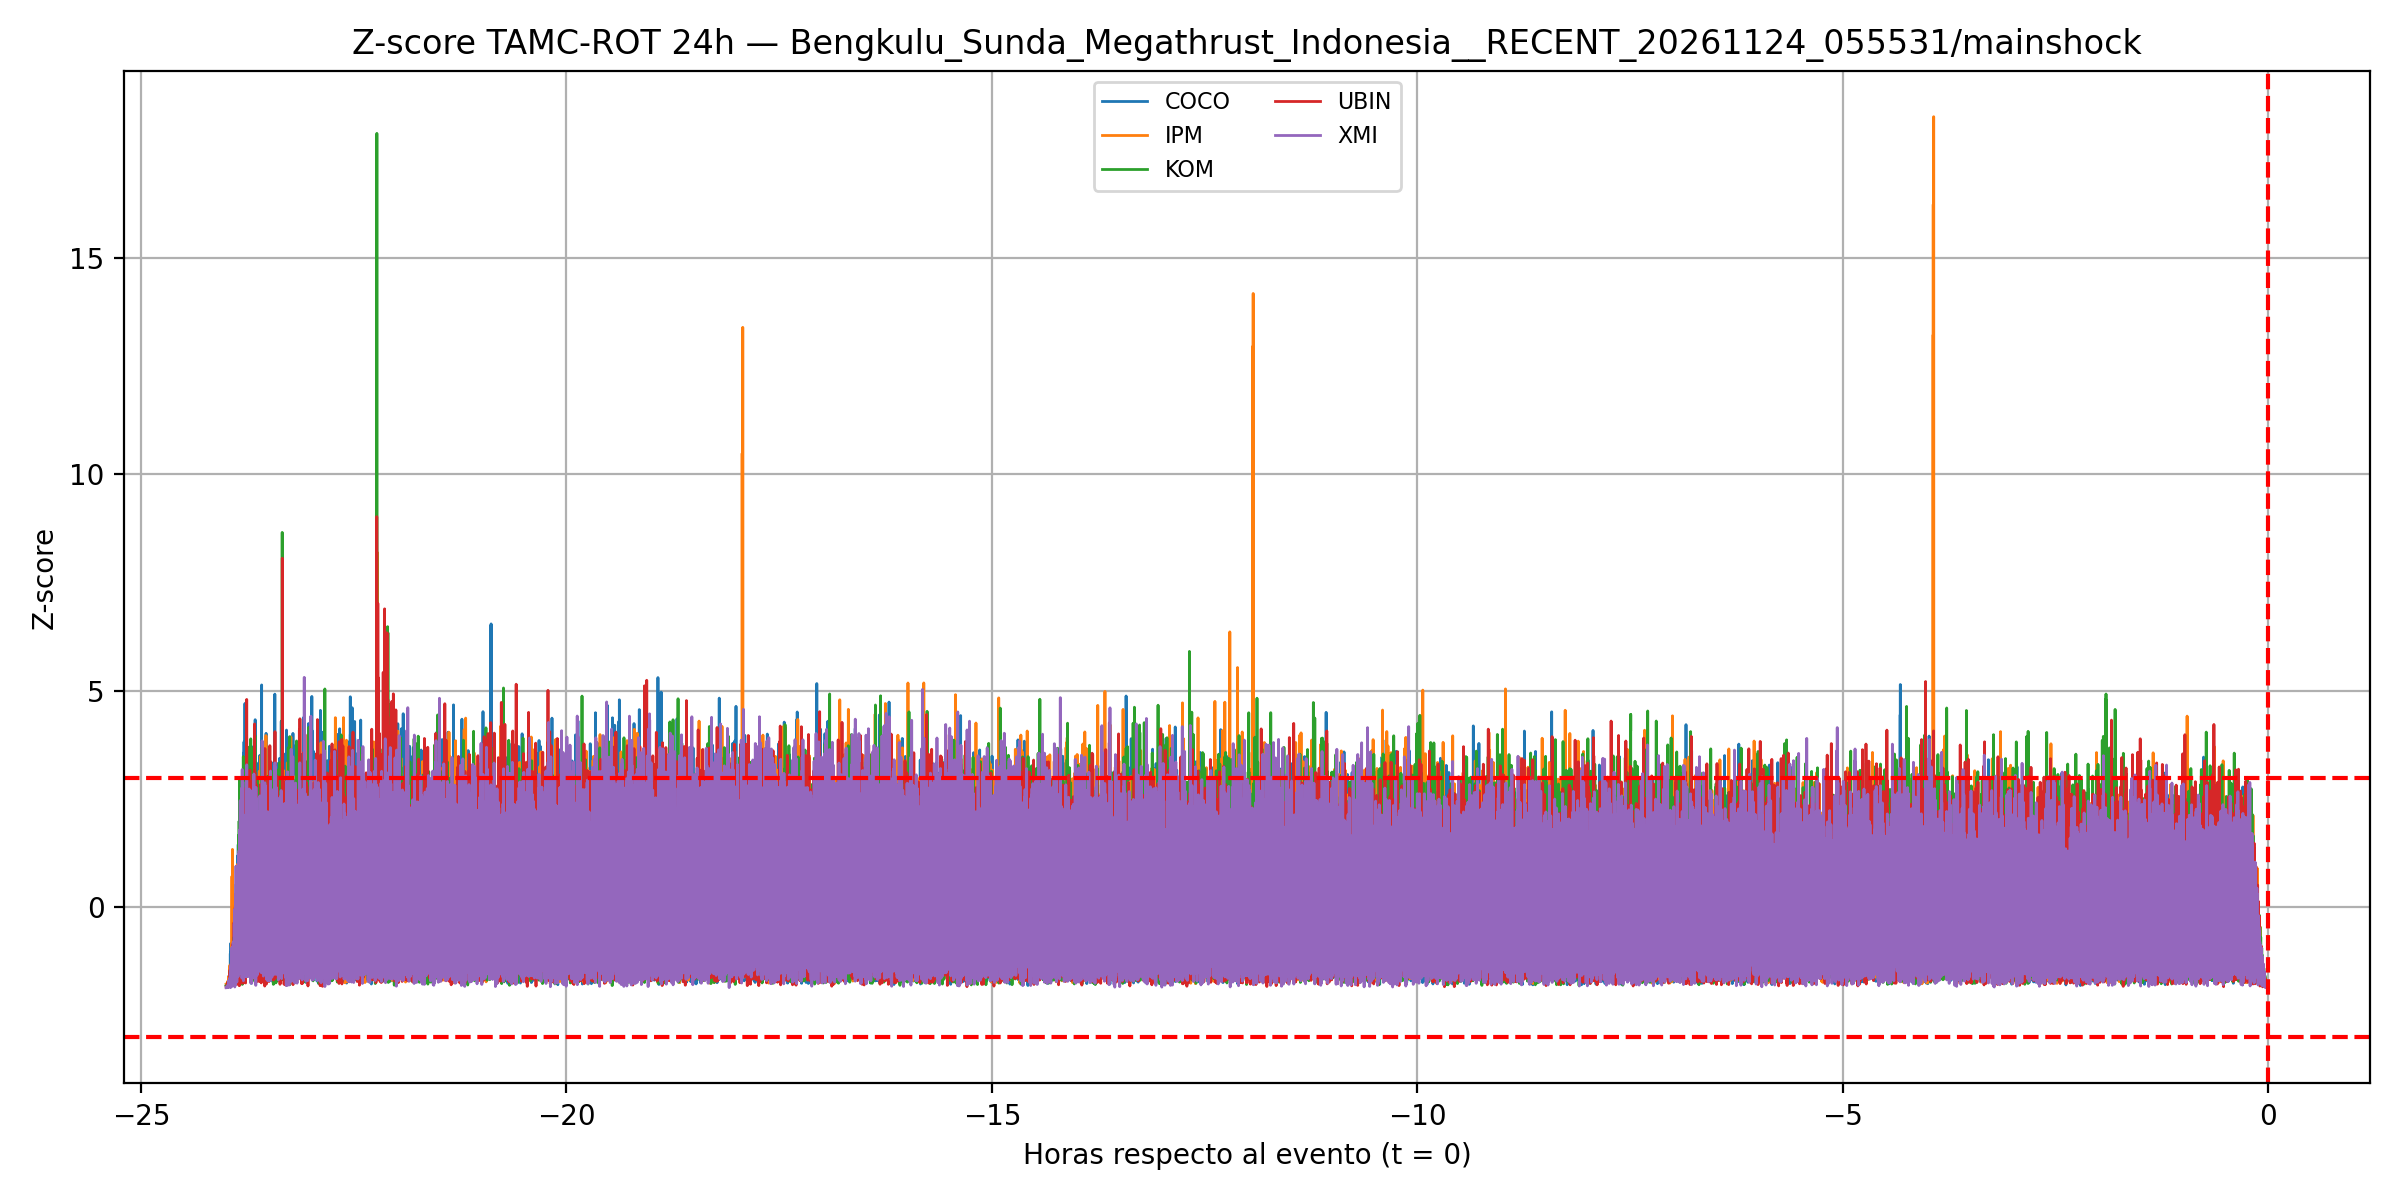 Z-score TAMC-ROT 24h — Bengkulu_Sunda_Megathrust_Indonesia__RECENT_20261124_055531/mainshock
COCO
IPM
KOM
UBIN
XMI
Z-score
15
10
5
0
−25
−20
−15
−10
−5
0
Horas respecto al evento (t = 0)